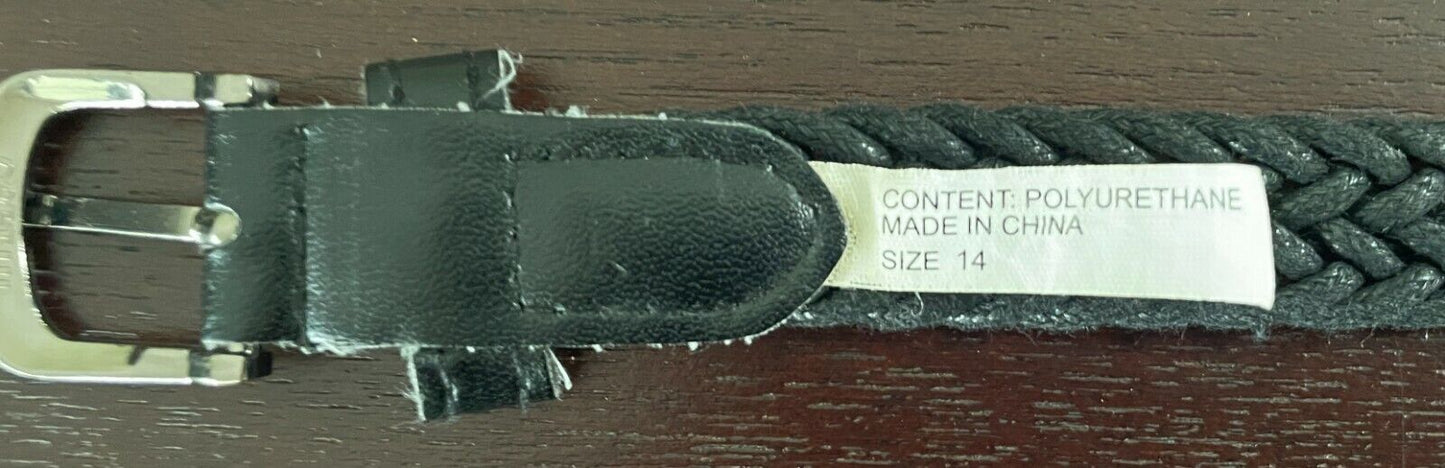 CONTENT: POLYURETHANE
MADE IN CHINA
SIZE 14